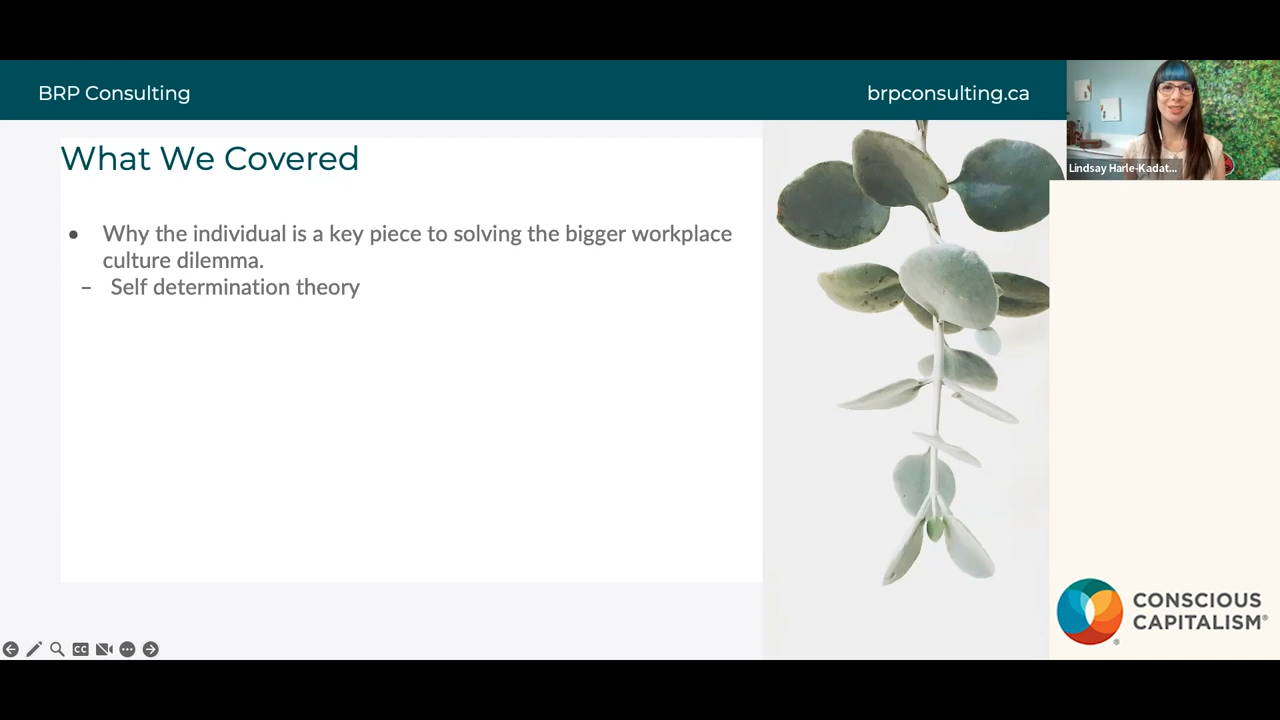 BRP Consulting
brpconsulting.ca
What We Covered
● Why the individual is a key piece to solving the bigger workplace
culture dilemma.
– Self determination theory
Lindsay Harle-Kadat...
CC
CONSCIOUS
CAPITALISM®